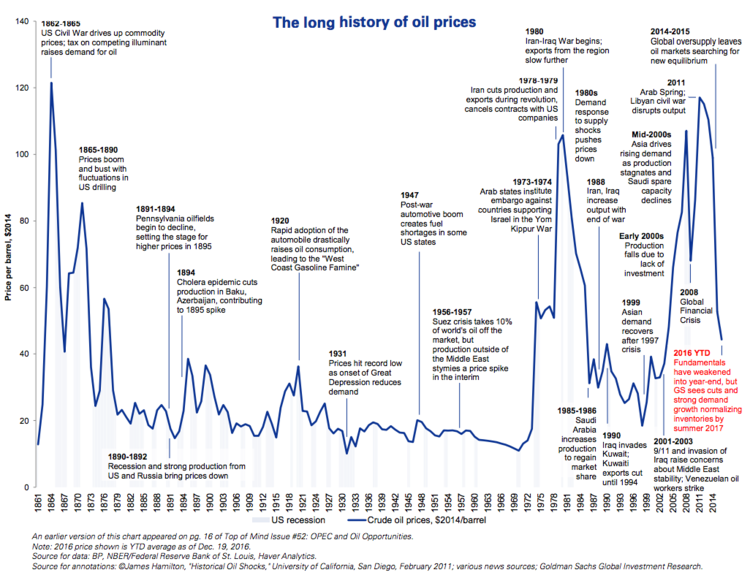 The long history of oil prices
140
120
100
80
60
40
20
0
Price per barrel, $2014
1862-1865
US Civil War drives up commodity
prices; tax on competing illuminant
raises demand for oil
1865-1890
Prices boom
and bust with
fluctuations in
US drilling
1891-1894
Pennsylvania oilfields
begin to decline,
setting the stage for
higher prices in 1895
1894
Cholera epidemic cuts
production in Baku,
Azerbaijan, contributing
to 1895 spike
1890-1892
Recession and strong production from
US and Russia bring prices down
1920
Rapid adoption of the
automobile drastically
raises oil consumption,
leading to the "West
Coast Gasoline Famine"
1931
Prices hit record low
as onset of Great
Depression reduces
demand
1947
Post-war
automotive boom
creates fuel
shortages in some
US states
1956-1957
Suez crisis takes 10%
of world's oil off the
market, but
production outside of
the Middle East
stymies a price spike
in the interim
1973-1974
Arab states institute
embargo against
countries supporting
Israel in the Yom
Kippur War
1978-1979
Iran cuts production and
exports during revolution,
cancels contracts with US
companies
1980
Iran-Iraq War begins;
exports from the region
slow further
1980s
Demand
response
to supply
shocks
pushes
prices
down
1985-1986
Saudi
Arabia
increases
production
to regain
market
share
1988
Iran, Iraq
increase
output with
end of war
1990
Iraq invades
Kuwait;
Kuwaiti
exports cut
until 1994
1999
Asian
demand
recovers
after 1997
crisis
Early 2000s
Production
falls due to
lack of
investment
2001-2003
9/11 and invasion of
Iraq raise concerns
about Middle East
stability; Venezuelan oil
workers strike
Mid-2000s
Asia drives
rising demand
as production
stagnates and
Saudi spare
capacity
declines
2008
Global
Financial
Crisis
2011
Arab Spring;
Libyan civil war
disrupts output
2014-2015
Global oversupply leaves
oil markets searching for
new equilibrium
2016 YTD
Fundamentals
have weakened
into year-end, but
GS sees cuts and
strong demand
growth normalizing
inventories by
summer 2017
1861 1864 1867 1870 1873 1876 1879 1882 1885 1888 1891 1894 1897 1900 1903 1906 1909 1912 1915 1918 1921 1924 1927 1930 1933 1936 1939 1942 1945 1948 1951 1954 1957 1960 1963 1966 1969 1972 1975 1978 1981 1984 1987 1990 1993 1996 1999 2002 2005 2008 2011 2014
US recession
Crude oil prices, $2014/barrel
An earlier version of this chart appeared on pg. 16 of Top of Mind Issue #52: OPEC and Oil Opportunities.
Note: 2016 price shown is YTD average as of Dec. 19, 2016.
Source for data: BP, NBER/Federal Reserve Bank of St. Louis, Haver Analytics.
Source for annotations: ©James Hamilton, "Historical Oil Shocks," University of California, San Diego, February 2011; various news sources; Goldman Sachs Global Investment Research.